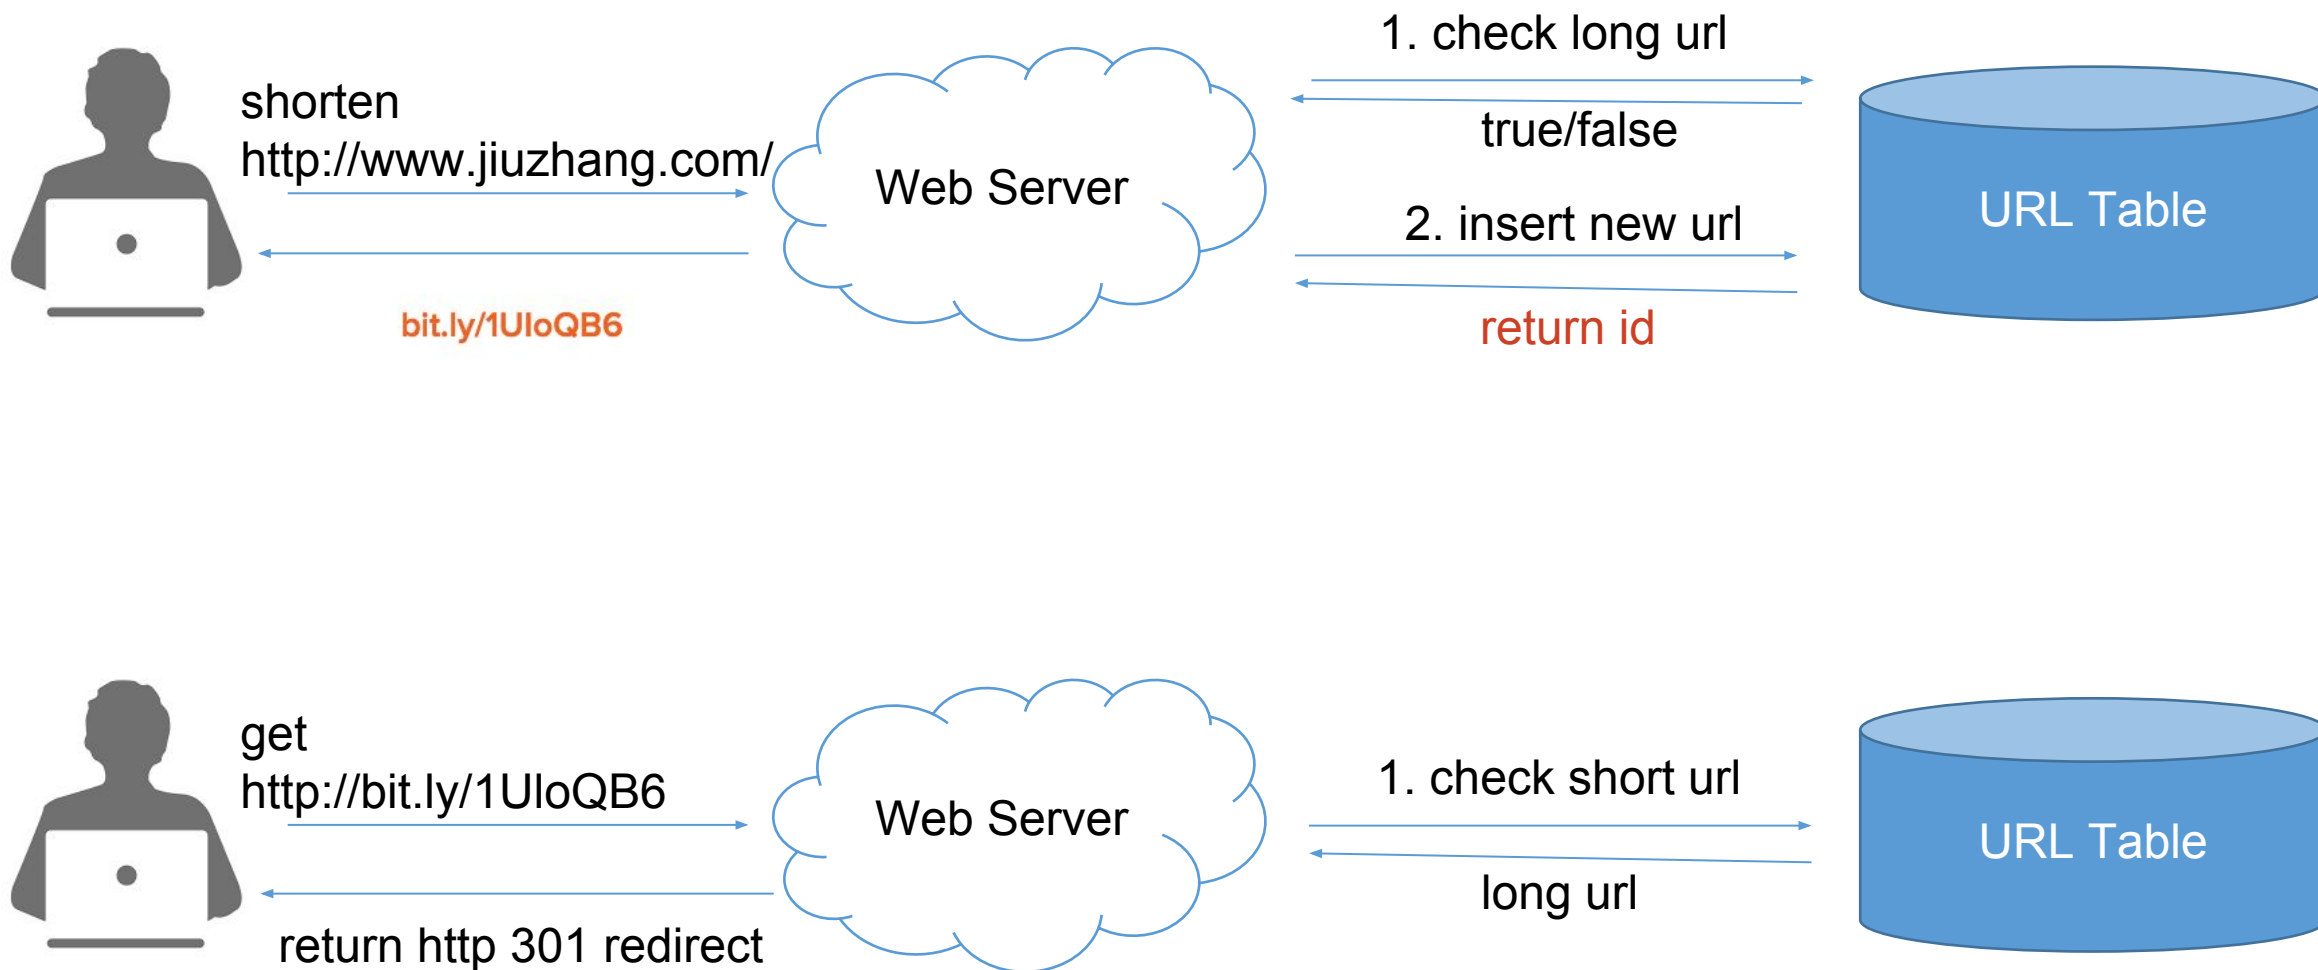 shorten
http://www.jiuzhang.com/
bit.ly/1UIoQB6
Web Server
1. check long url
true/false
2. insert new url
return id
URL Table
get
http://bit.ly/1UIoQB6
return http 301 redirect
Web Server
1. check short url
long url
URL Table